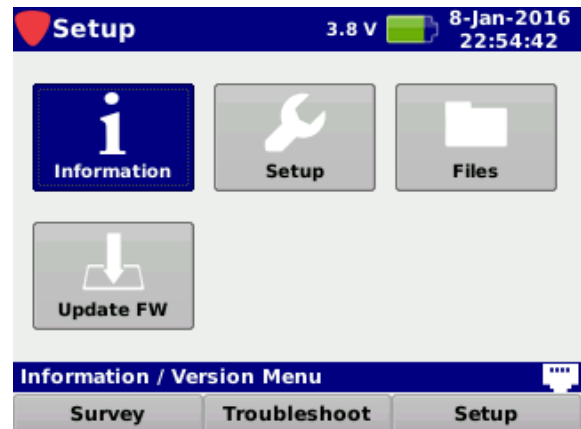 Setup 3.8 V 8-Jan-2016
22:54:42
i
Information Setup Files
Update FW
Information / Version Menu
Survey Troubleshoot Setup